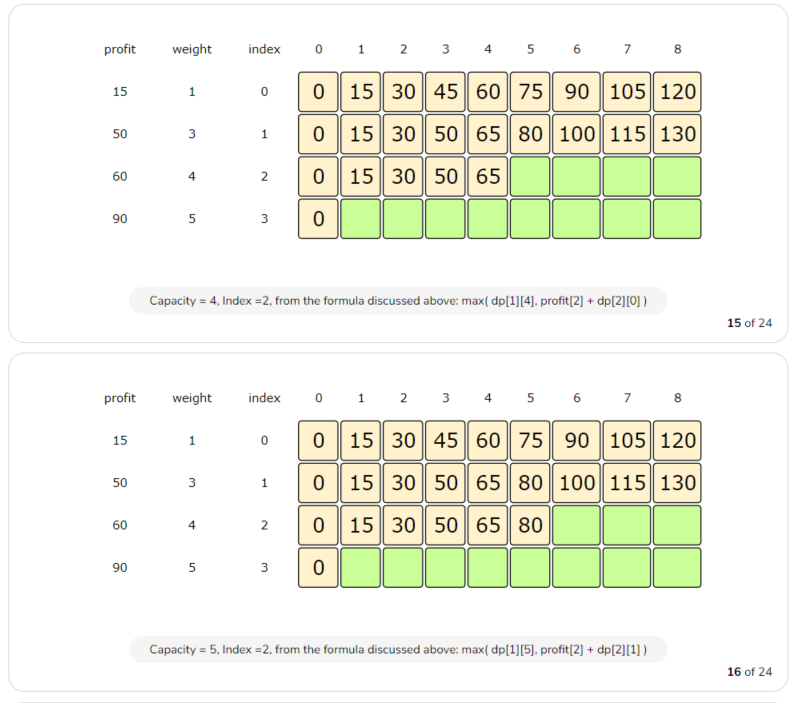 profit weight index 0 1 2 3 4 5 6 7 8
15 1 0 0 15 30 45 60 75 90 105 120
50 3 1 0 15 30 50 65 80 100 115 130
60 4 2 0 15 30 50 65
90 5 3 0
Capacity = 4, Index =2, from the formula discussed above: max( dp[1][4], profit[2] + dp[2][0] )
15 of 24
profit weight index 0 1 2 3 4 5 6 7 8
15 1 0 0 15 30 45 60 75 90 105 120
50 3 1 0 15 30 50 65 80 100 115 130
60 4 2 0 15 30 50 65 80
90 5 3 0
Capacity = 5, Index =2, from the formula discussed above: max( dp[1][5], profit[2] + dp[2][1] )
16 of 24